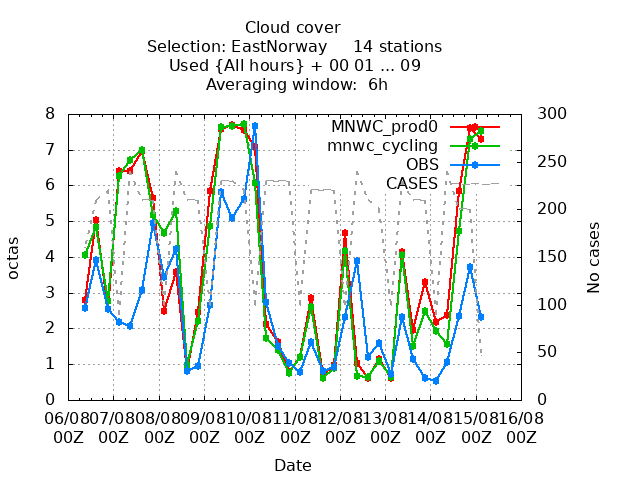 Cloud cover
Selection: EastNorway 14 stations
Used {All hours} + 00 01 ... 09
Averaging window: 6h
8 300
7 250
6
5 200
4 150
3
2 100
1 50
0 0
octas
No cases
MNWC_prod0
mnwc_cycling
OBS
CASES
06/08 07/08 08/08 09/08 10/08 11/08 12/08 13/08 14/08 15/08 16/08
00Z 00Z 00Z 00Z 00Z 00Z 00Z 00Z 00Z 00Z 00Z
Date